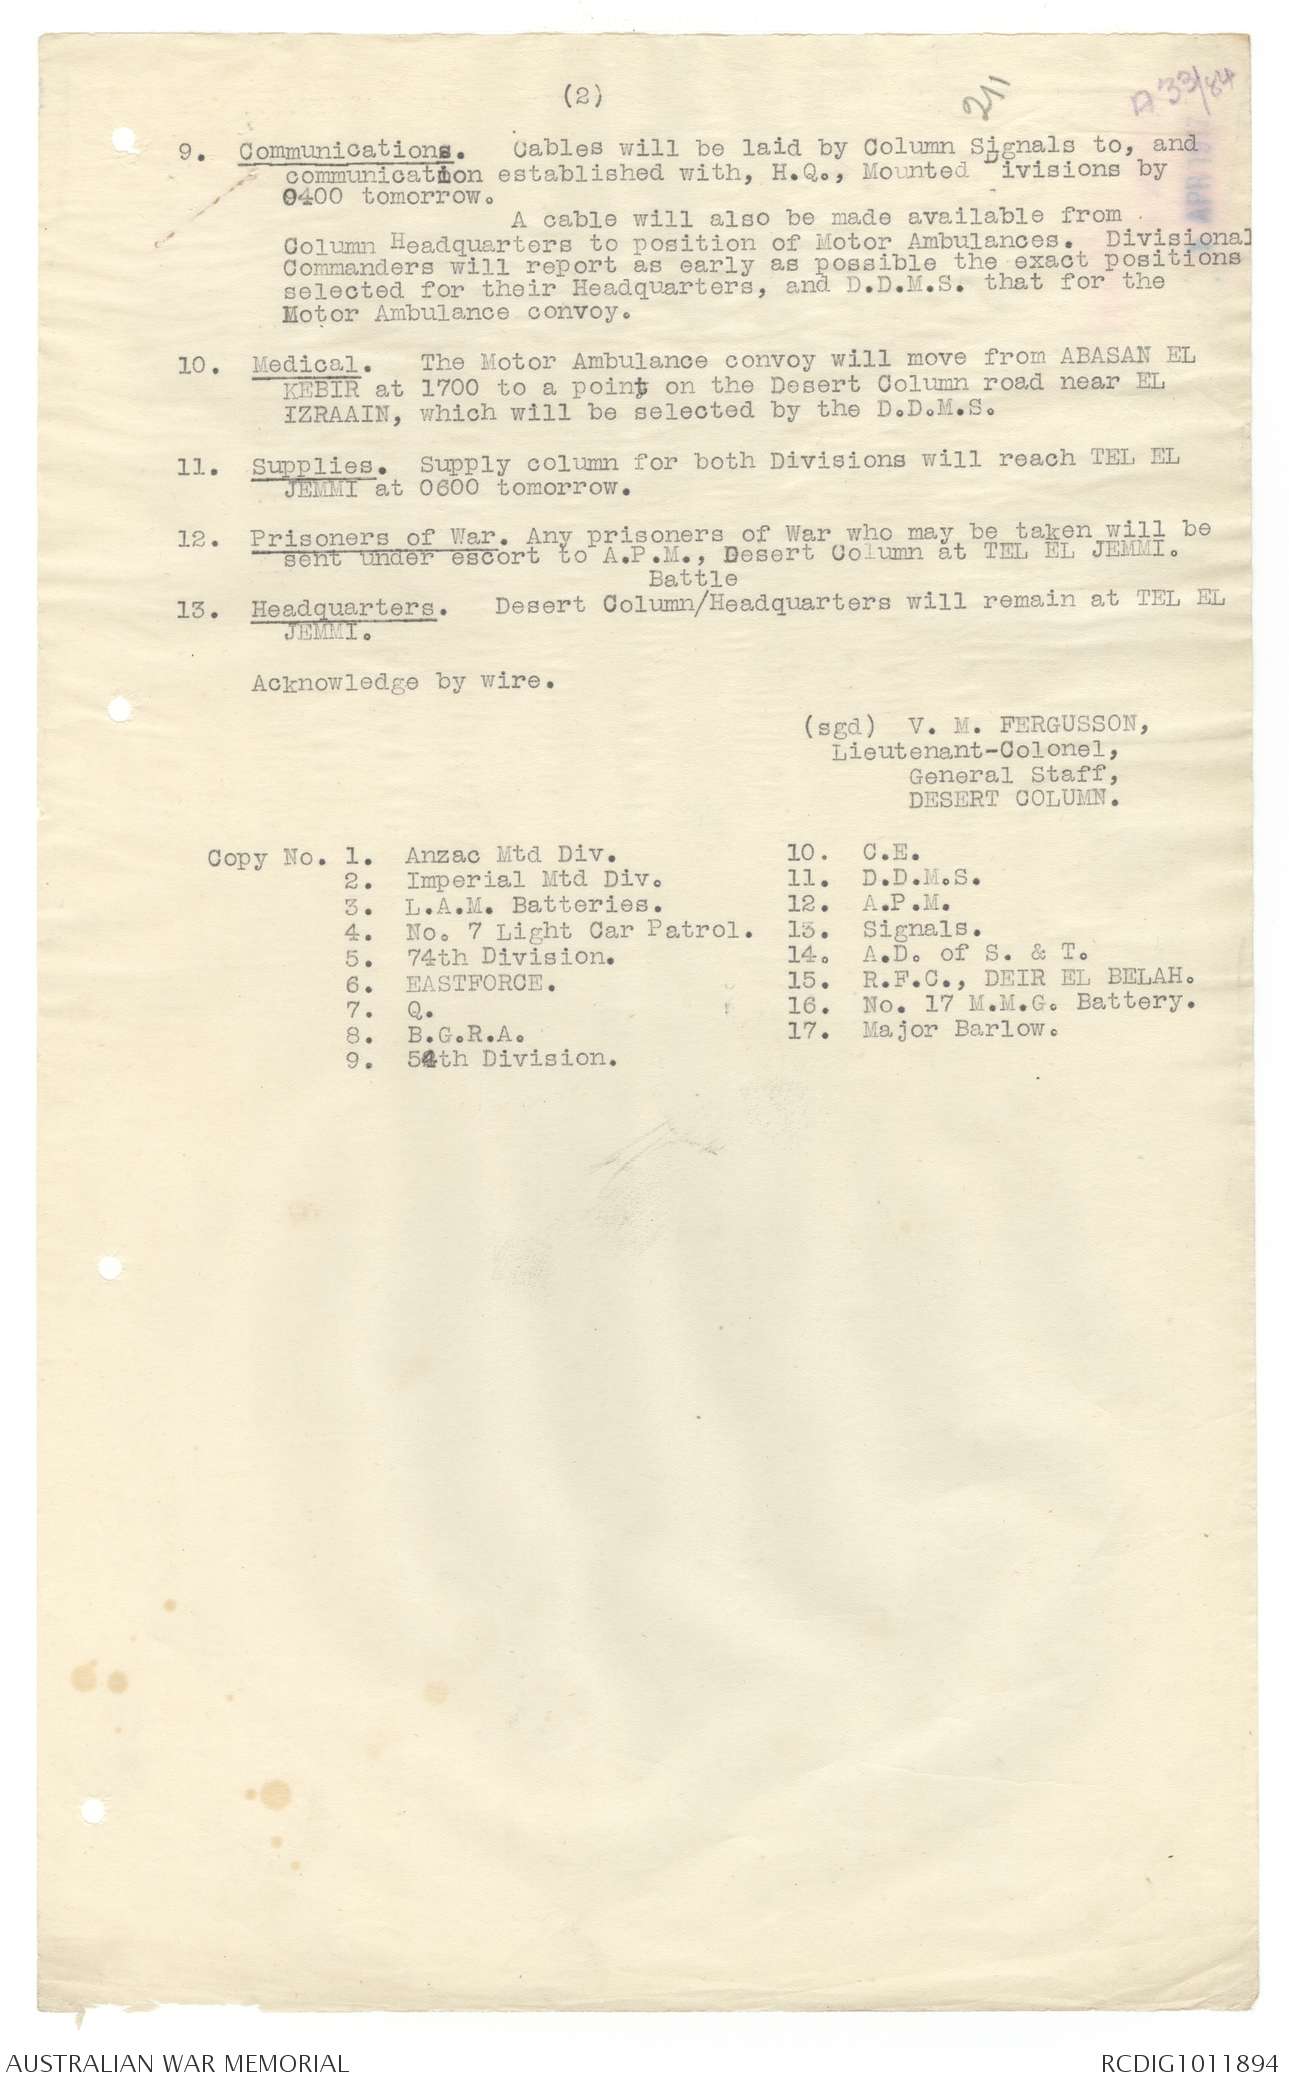 (2)
211
A 33/84
9. Communications. Cables will be laid by Column Signals to, and
communication established with, H.Q., Mounted Divisions by
0400 tomorrow.
A cable will also be made available from
Column Headquarters to position of Motor Ambulances. Divisional
Commanders will report as early as possible the exact positions
selected for their Headquarters, and D.D.M.S. that for the
Motor Ambulance convoy.
10. Medical. The Motor Ambulance convoy will move from ABASAN EL
KEBIR at 1700 to a point on the Desert Column road near EL
IZRAAIN, which will be selected by the D.D.M.S.
11. Supplies. Supply column for both Divisions will reach TEL EL
JEMMI at 0600 tomorrow.
12. Prisoners of War. Any prisoners of War who may be taken will be
sent under escort to A.P.M., Desert Column at TEL EL JEMMI.
Battle
13. Headquarters. Desert Column/Headquarters will remain at TEL EL
JEMMI.
Acknowledge by wire.
(sgd) V. M. FERGUSSON,
Lieutenant-Colonel,
General Staff,
DESERT COLUMN.
Copy No. 1. Anzac Mtd Div.
2. Imperial Mtd Div.
3. L.A.M. Batteries.
4. No. 7 Light Car Patrol.
5. 74th Division.
6. EASTFORCE.
7. Q.
8. B.G.R.A.
9. 54th Division.
10. C.E.
11. D.D.M.S.
12. A.P.M.
13. Signals.
14. A.D. of S. & T.
15. R.F.C., DEIR EL BELAH.
16. No. 17 M.M.G. Battery.
17. Major Barlow.
AUSTRALIAN WAR MEMORIAL
RCDIG1011894